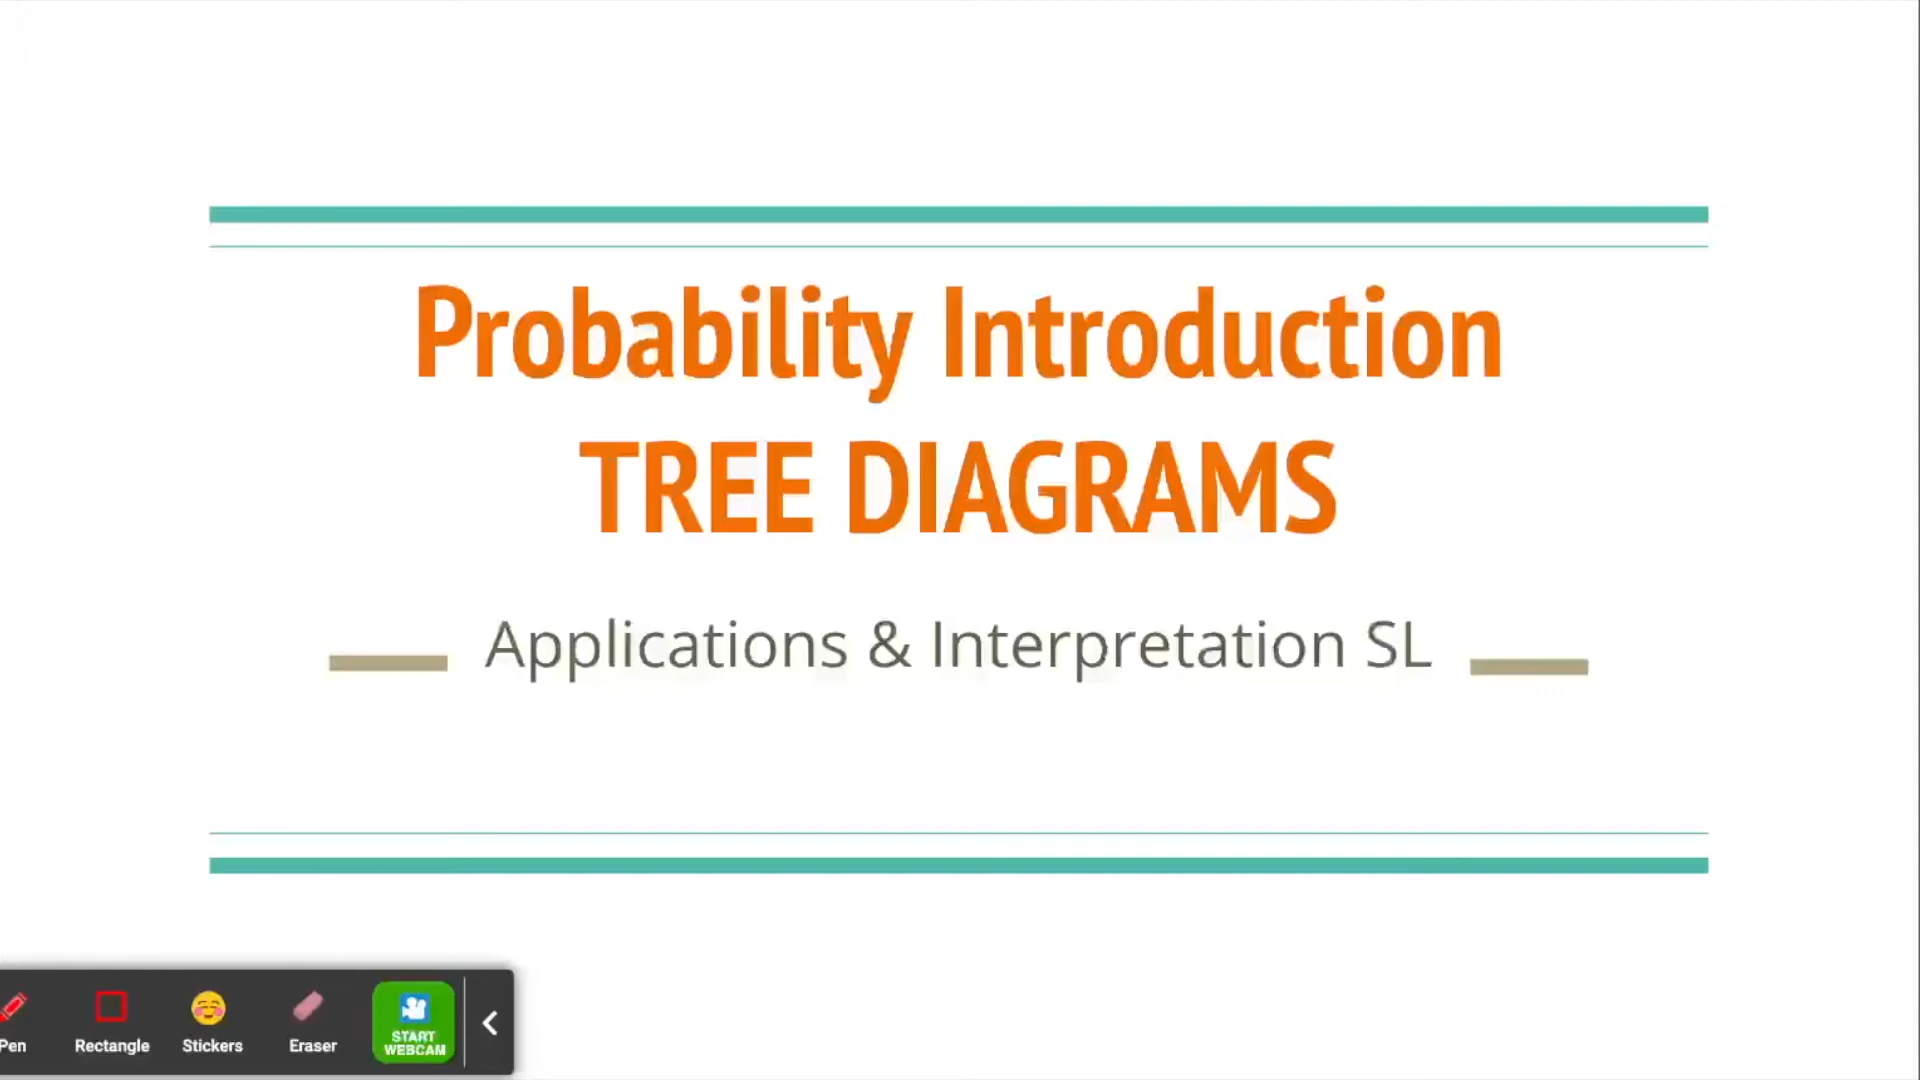 Probability Introduction
TREE DIAGRAMS
Applications & Interpretation SL
Pen
Rectangle
Stickers
Eraser
START
WEBCAM